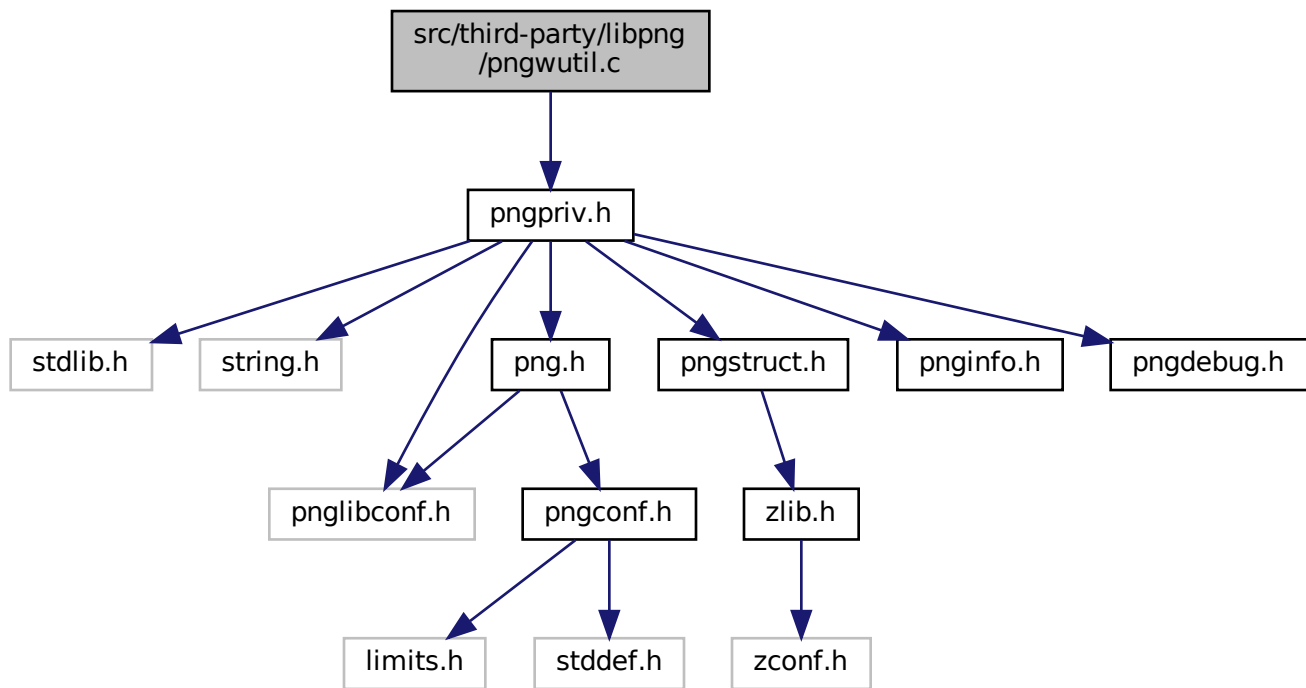 src/third-party/libpng
/pngwutil.c
pngpriv.h
stdlib.h
string.h
png.h
pngstruct.h
pnginfo.h
pngdebug.h
pnglibconf.h
pngconf.h
zlib.h
limits.h
stddef.h
zconf.h